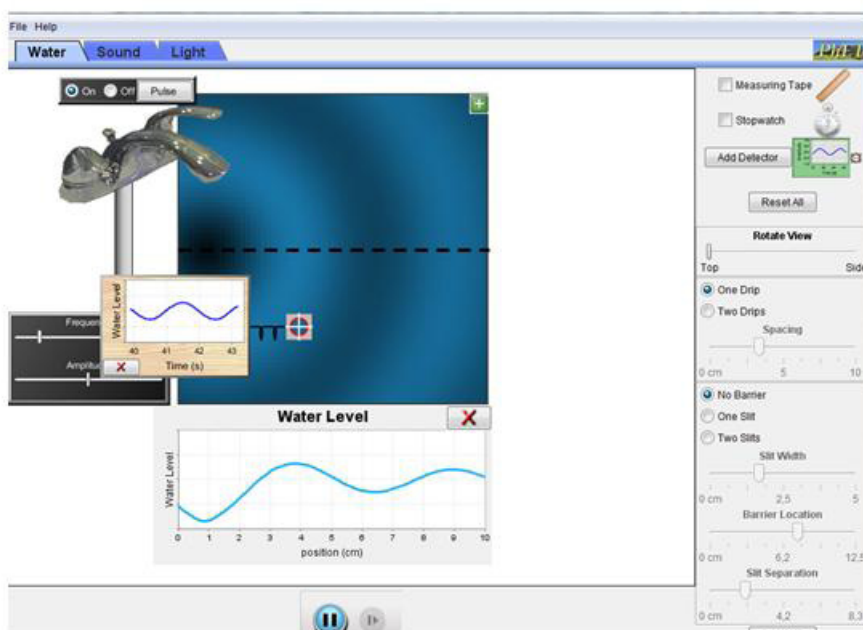 File Help
Water Sound Light
On Off Pulse
Measuring Tape
Stopwatch
Add Detector
Reset All
Rotate View
Top Side
One Drip
Two Drips
Spacing
0 cm 5 10
No Barrier
One Slit
Two Slits
Slit Width
0 cm 2,5 5
Barrier Location
0 cm 6,2 12,5
Slit Separation
0 cm 4,2 8,3
Water Level
40 41 42 43
Time (s)
Frequen
Amplitud
Water Level
Water Level
0 1 2 3 4 5 6 7 8 9 10
position (cm)